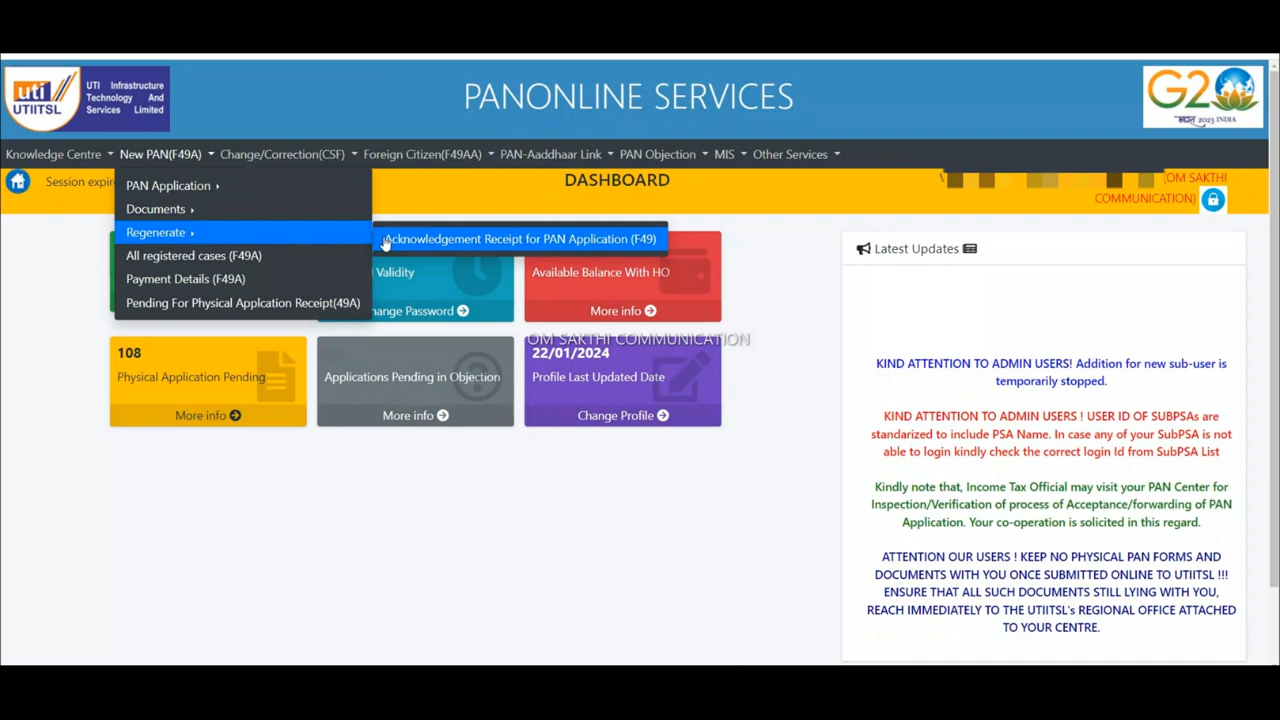 uti
UTIITSL
UTI Infrastructure
Technology And
Services Limited
PANONLINE SERVICES
G20
भारत 2023 INDIA
Knowledge Centre New PAN(F49A) Change/Correction(CSF) Foreign Citizen(F49AA) PAN-Aadhaar Link PAN Objection MIS Other Services
Session expir
DASHBOARD
(OM SAKTHI
COMMUNICATION)
PAN Application
Documents
Regenerate
Acknowledgement Receipt for PAN Application (F49)
All registered cases (F49A)
Payment Details (F49A)
Pending For Physical Applcation Receipt(49A)
Validity
hange Password
Available Balance With HO
More info
OM SAKTHI COMMUNICATION
108
Physical Application Pending
More info
Applications Pending in Objection
More info
22/01/2024
Profile Last Updated Date
Change Profile
Latest Updates
KIND ATTENTION TO ADMIN USERS! Addition for new sub-user is
temporarily stopped.
KIND ATTENTION TO ADMIN USERS ! USER ID OF SUBPSAs are
standarized to include PSA Name. In case any of your SubPSA is not
able to login kindly check the correct login Id from SubPSA List
Kindly note that, Income Tax Official may visit your PAN Center for
Inspection/Verification of process of Acceptance/forwarding of PAN
Application. Your co-operation is solicited in this regard.
ATTENTION OUR USERS ! KEEP NO PHYSICAL PAN FORMS AND
DOCUMENTS WITH YOU ONCE SUBMITTED ONLINE TO UTIITSL !!!
ENSURE THAT ALL SUCH DOCUMENTS STILL LYING WITH YOU,
REACH IMMEDIATELY TO THE UTIITSL's REGIONAL OFFICE ATTACHED
TO YOUR CENTRE.